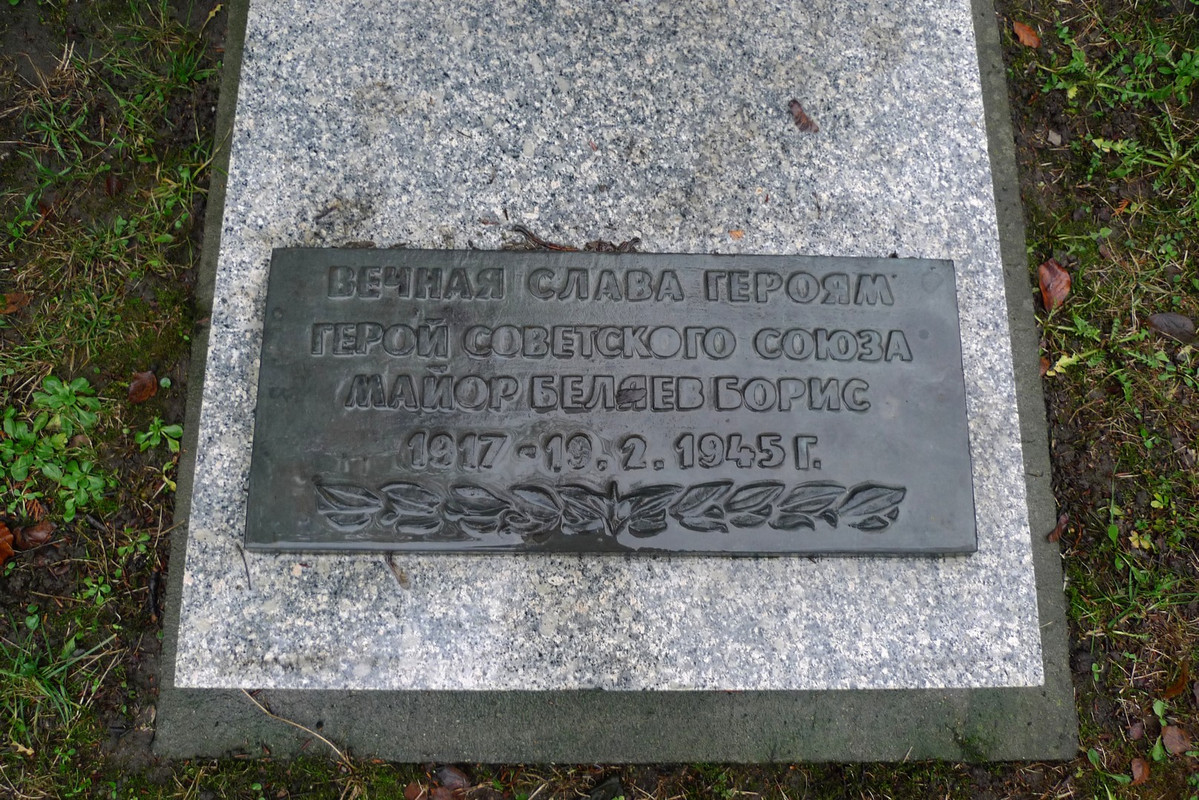 ВЕЧНАЯ СЛАВА ГЕРОЯМ
ГЕРОЙ СОВЕТСКОГО СОЮЗА
МАЙОР БЕЛЯЕВ БОРИС
1917 - 19. 2. 1945 Г.